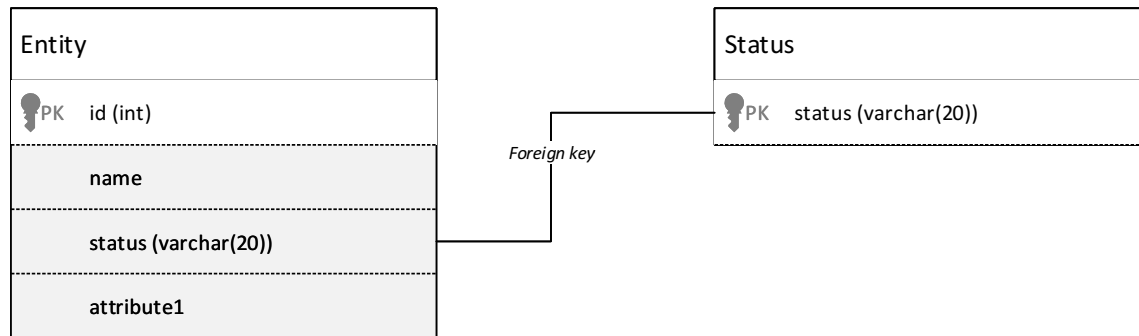 Entity
PK id (int)
name
status (varchar(20))
attribute1
Foreign key
Status
PK status (varchar(20))